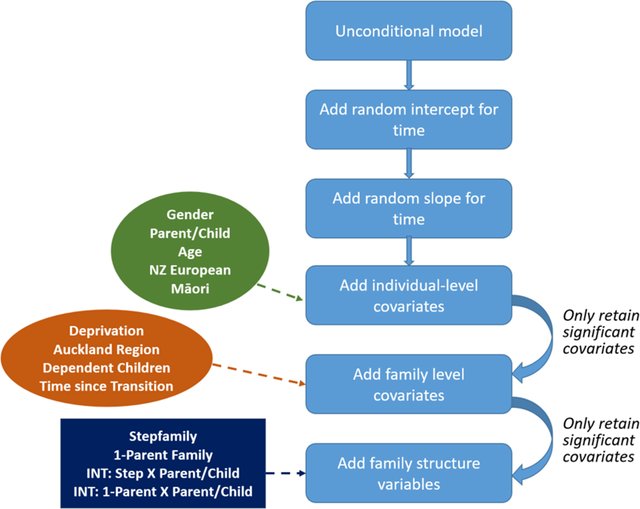 Unconditional model
Add random intercept for
time
Add random slope for
time
Gender
Parent/Child
Age
NZ European
Māori
Add individual-level
covariates
Only retain
significant
covariates
Deprivation
Auckland Region
Dependent Children
Time since Transition
Add family level
covariates
Only retain
significant
covariates
Stepfamily
1-Parent Family
INT: Step X Parent/Child
INT: 1-Parent X Parent/Child
Add family structure
variables